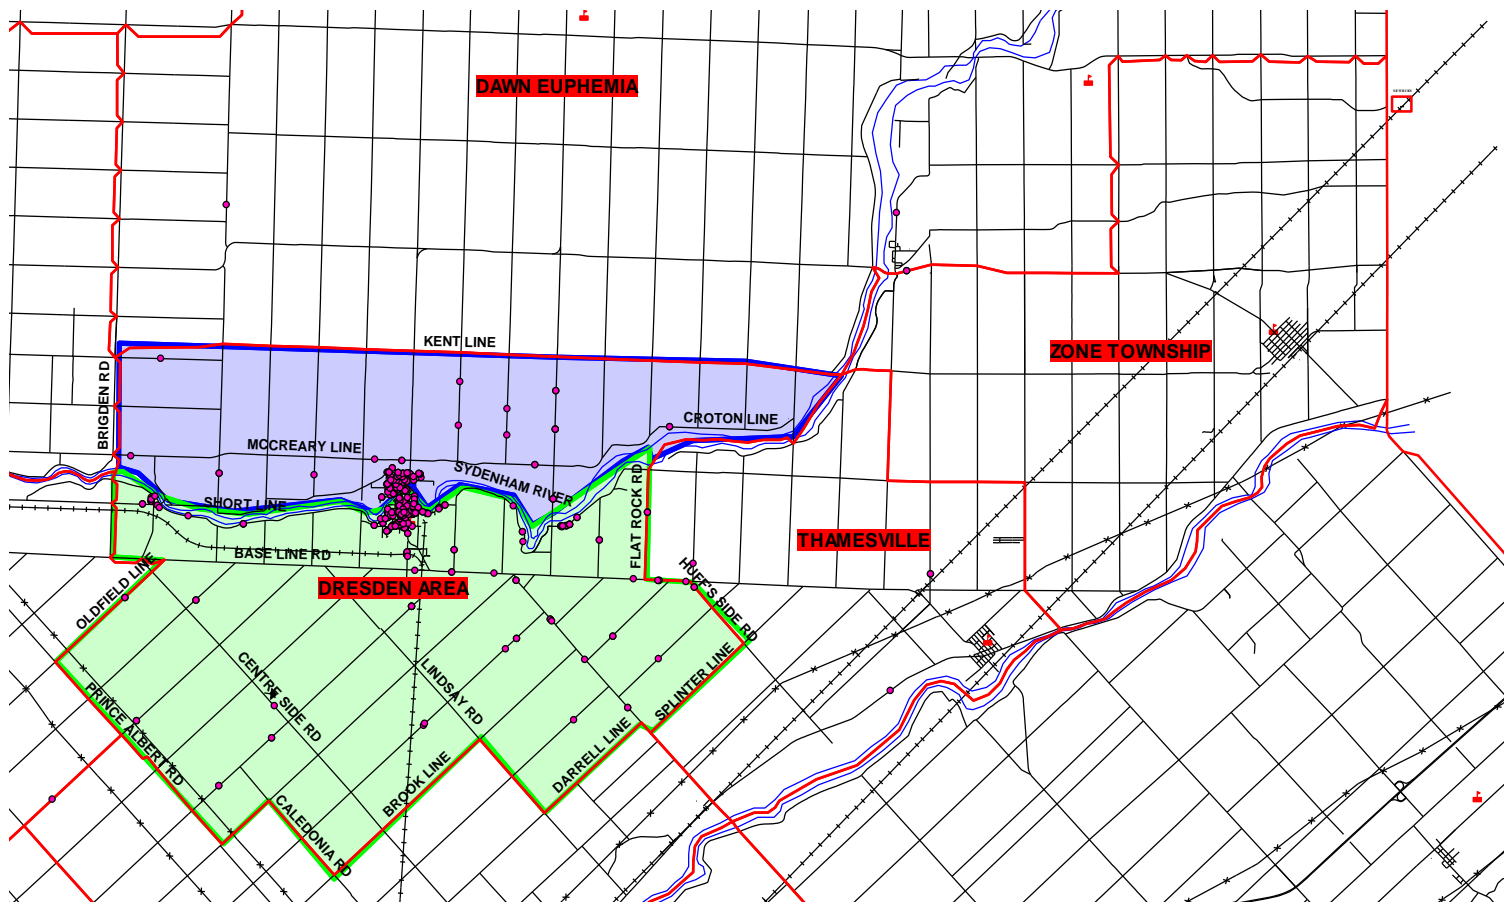 DAWN EUPHEMIA
KENT LINE
ZONE TOWNSHIP
BRIGDEN RD
CROTON LINE
MCCREARY LINE
SYDENHAM RIVER
SHORT LINE
FLAT ROCK RD
THAMESVILLE
BASE LINE RD
DRESDEN AREA
OLDFIELD LINE
HUFF'S SIDE RD
CENTRE SIDE RD
LINDSAY RD
SPLINTER LINE
PRINCE ALBERT RD
DARRELL LINE
BROOK LINE
CALEDONIA RD